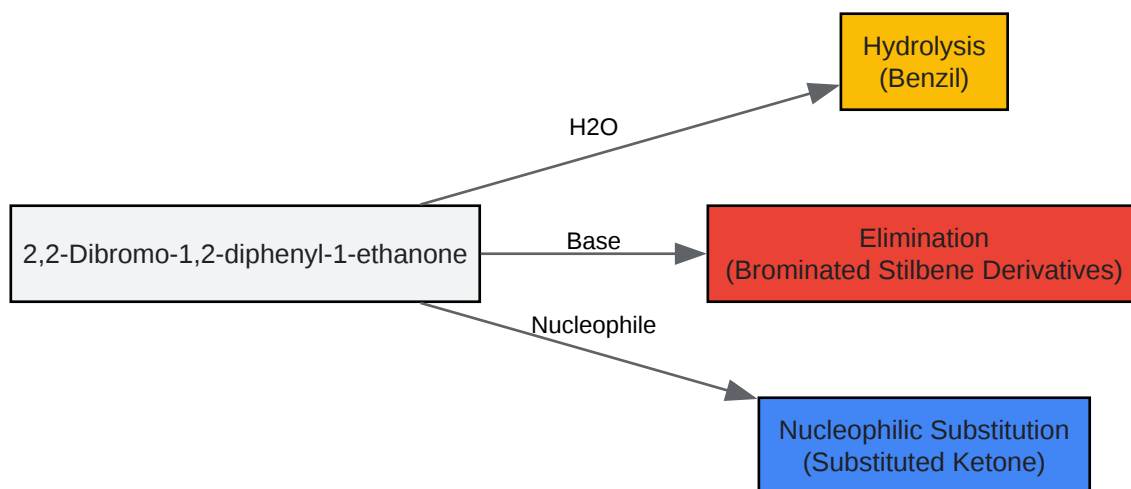 Hydrolysis
(Benzil)
H2O
2,2-Dibromo-1,2-diphenyl-1-ethanone
Base
Elimination
(Brominated Stilbene Derivatives)
Nucleophile
Nucleophilic Substitution
(Substituted Ketone)